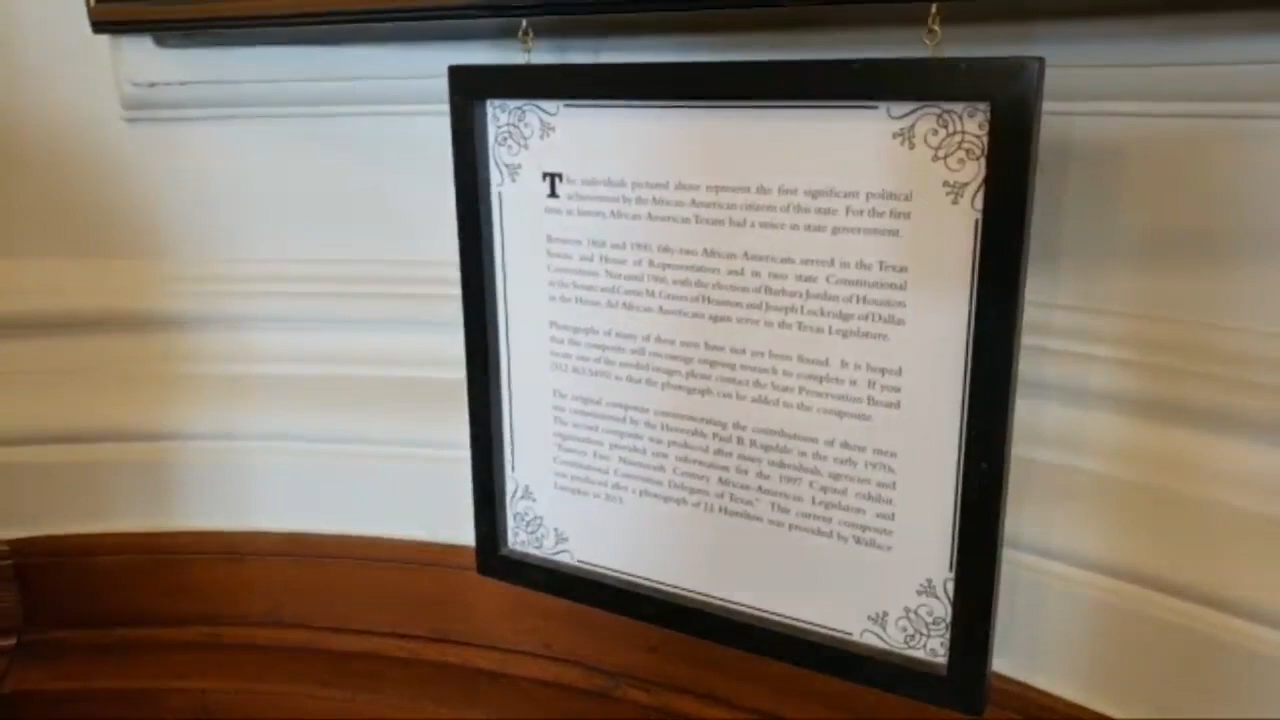 The individuals pictured above represent the first significant political
achievement by the African-American citizens of this state. For the first
time in history, African-American Texans had a voice in state government.
Between 1868 and 1900, fifty-two African-Americans served in the Texas
Senate and House of Representatives and in two state Constitutional
Conventions. Not until 1966, with the election of Barbara Jordan of Houston
to the Senate and Curtis M. Graves of Houston and Joseph Lockridge of Dallas
in the House, did African-Americans again serve in the Texas Legislature.
Photographs of many of these men have not yet been found. It is hoped
that this composite will encourage ongoing research to complete it. If you
locate one of the needed images, please contact the State Preservation Board
so that the photograph can be added to the composite.
The original composite commemorating the contributions of these men
was commissioned by the Honorable Paul B. Ragsdale in the early 1970s.
The second composite was produced after many individuals, agencies and
organizations provided new information for the 1997 Capitol exhibit,
Nineteenth Century African-American Legislators and
Constitutional Convention Delegates of Texas." This current composite
was produced after a photograph of J.J. Hamilton was provided by Wallace
in 2013.